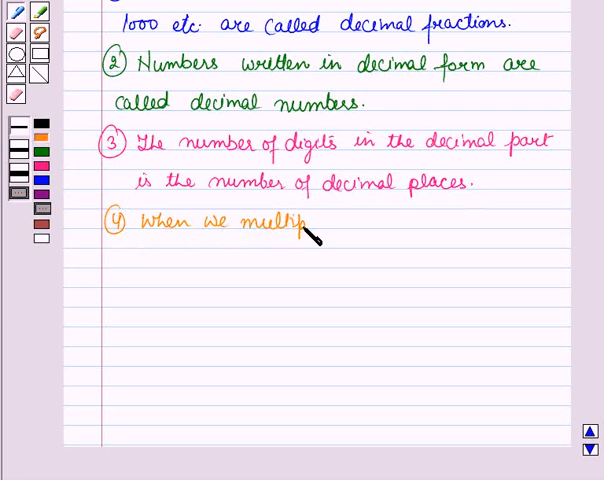 1000 etc. are called decimal fractions.
② Numbers written in decimal form are
called decimal numbers.
③ The number of digits in the decimal part
is the number of decimal places.
④ When we multip